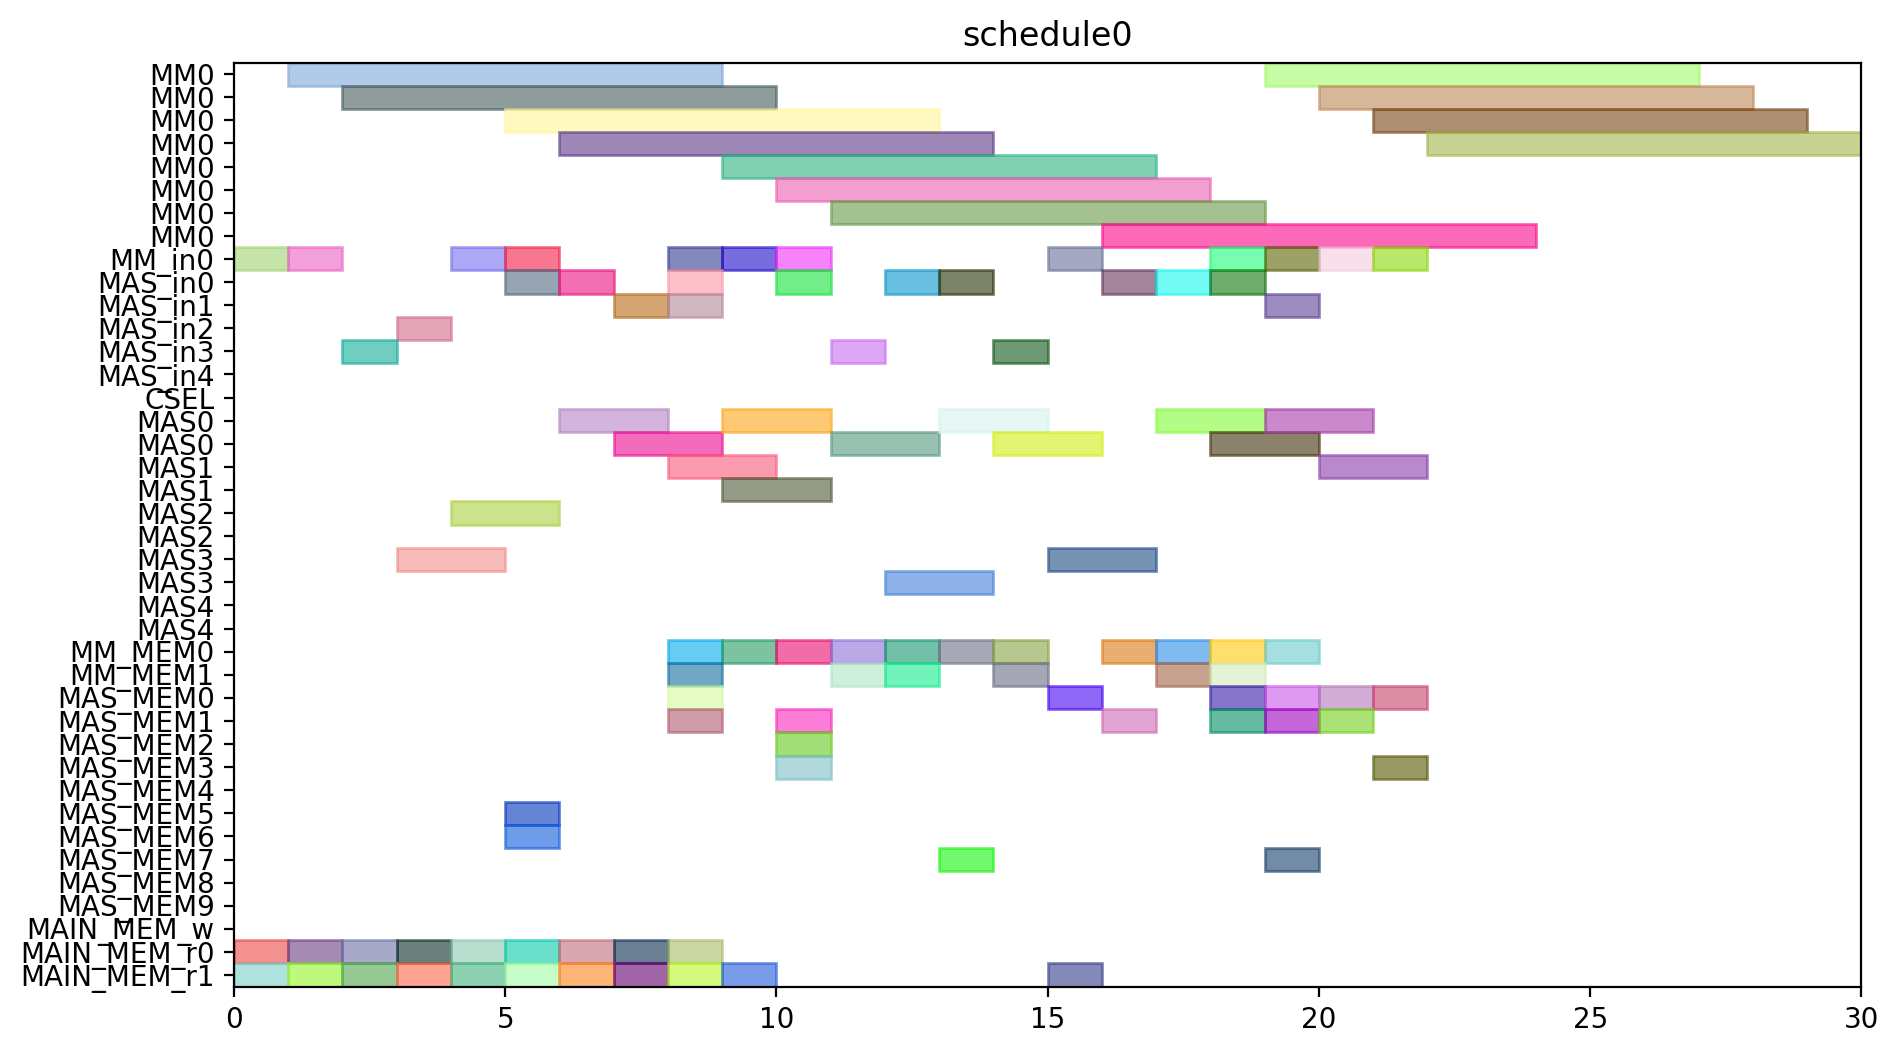 schedule0
MM0
MM0
MM0
MM0
MM0
MM0
MM0
MM0
MM_in0
MAS_in0
MAS_in1
MAS_in2
MAS_in3
MAS_in4
CSEL
MAS0
MAS0
MAS1
MAS1
MAS2
MAS2
MAS3
MAS3
MAS4
MAS4
MM_MEM0
MM_MEM1
MAS_MEM0
MAS_MEM1
MAS_MEM2
MAS_MEM3
MAS_MEM4
MAS_MEM5
MAS_MEM6
MAS_MEM7
MAS_MEM8
MAS_MEM9
MAIN_MEM_w
MAIN_MEM_r0
MAIN_MEM_r1
0 5 10 15 20 25 30